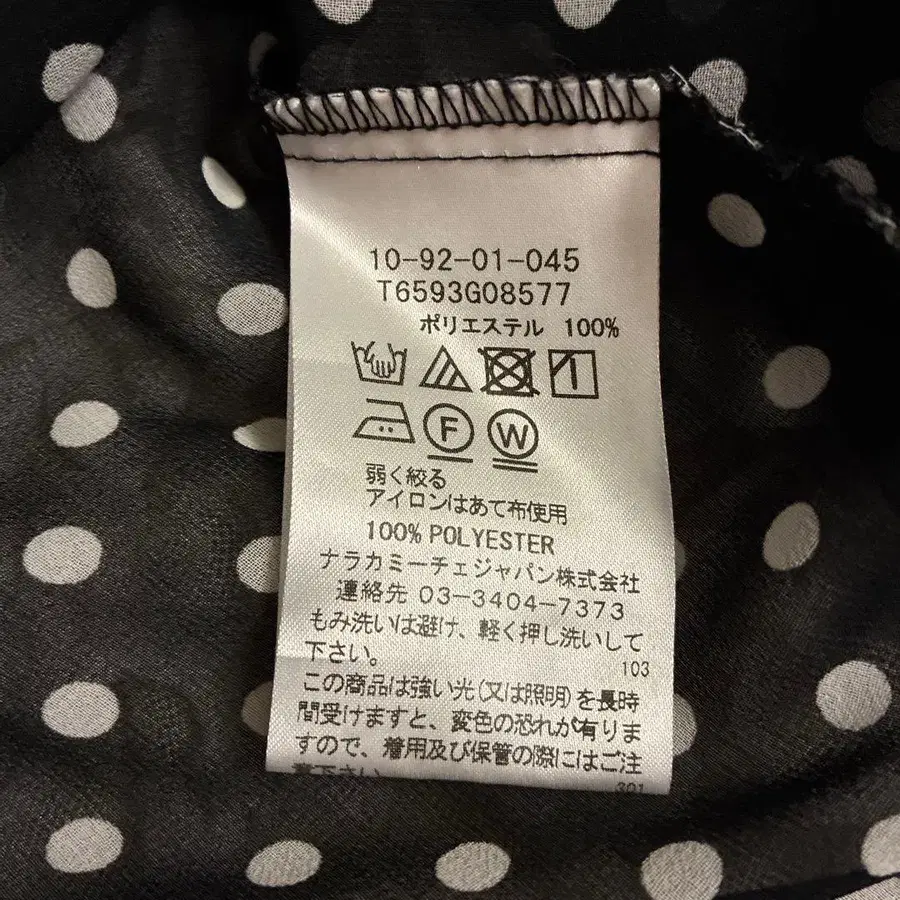 10-92-01-045
T6593G08577
ポリエステル 100%
F W
弱く絞る
アイロンはあて布使用
100% POLYESTER
ナラカミーチェジャパン株式会社
連絡先 03-3404-7373
もみ洗いは避け、軽く押し洗いして
下さい。
103
この商品は強い光(又は照明)を長時
間受けますと、変色の恐れが有りま
すので、着用及び保管の際にはご注
意下さい
301